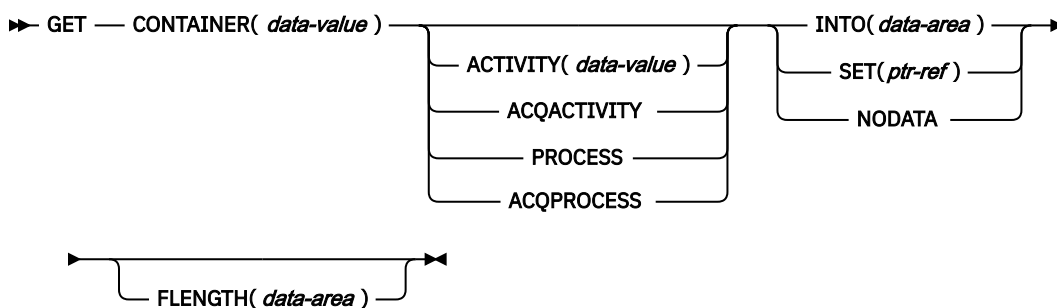 GET CONTAINER( data-value ) INTO( data-area )
ACTIVITY( data-value ) SET( ptr-ref )
ACQACTIVITY NODATA
PROCESS
ACQPROCESS
FLENGTH( data-area )